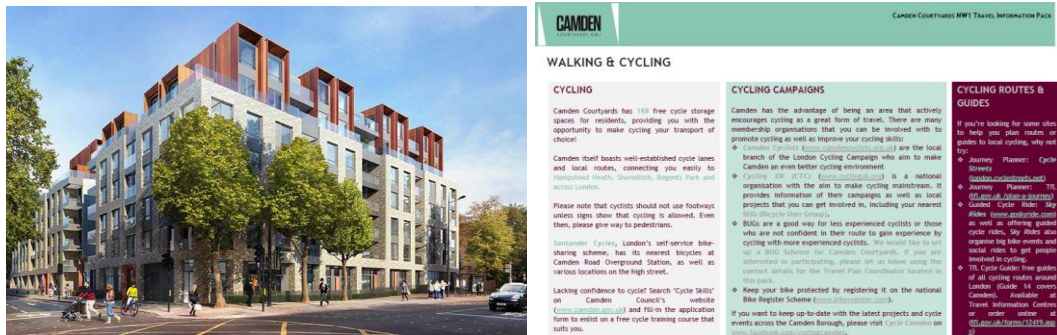 CAMDEN
COURTYARDS NW1
CAMDEN COURTYARDS NW1 TRAVEL INFORMATION PACK
WALKING & CYCLING
CYCLING
Camden Courtyards has 188 free cycle storage
spaces for residents, providing you with the
opportunity to make cycling your transport of
choice!
Camden itself boasts well-established cycle lanes
and local routes, connecting you easily to
Hampstead Heath, Shoreditch, Regents Park and
across London.
Please note that cyclists should not use footways
unless signs show that cycling is allowed. Even
then, please give way to pedestrians.
Santander Cycles, London's self-service bike-
sharing scheme, has its nearest bicycles at
Camden Road Overground Station, as well as
various locations on the high street.
Lacking confidence to cycle? Search 'Cycle Skills'
on Camden Council's website
(www.camden.gov.uk) and fill-in the application
form to enlist on a free cycle training course that
suits you.
CYCLING CAMPAIGNS
Camden has the advantage of being an area that actively
encourages cycling as a great form of travel. There are many
membership organisations that you can be involved with to
promote cycling as well as improve your cycling skills:
❖ Camden Cyclists (www.camdencyclists.org.uk) are the local
branch of the London Cycling Campaign who aim to make
Camden an even better cycling environment
❖ Cycling UK (CTC) (www.cyclinguk.org) is a national
organisation with the aim to make cycling mainstream. It
provides information of their campaigns as well as local
projects that you can get involved in, including your nearest
BUG (Bicycle User Group).
❖ BUGs are a good way for less experienced cyclists or those
who are not confident in their route to gain experience by
cycling with more experienced cyclists. We would like to set
up a BUG Scheme for Camden Courtyards. If you are
interested in participating, please let us know using the
contact details for the Travel Plan Coordinator located in
this pack.
❖ Keep your bike protected by registering it on the national
Bike Register Scheme (www.bikeregister.com).
If you want to keep up-to-date with the latest projects and cycle
events across the Camden Borough, please visit Cycle Camden on
www.facebook.com/cyclecamden.
CYCLING ROUTES &
GUIDES
If you're looking for some sites
to help you plan routes or
guides to local cycling, why not
try:
❖ Journey Planner: Cycle
Streets
(london.cyclestreets.net)
❖ Journey Planner: TfL
(tfl.gov.uk /plan-a-journey)
❖ Guided Cycle Ride: Sky
Rides (www.goskyride.com)
as well as offering guided
cycle rides, Sky Rides also
organise big bike events and
social rides to get people
involved in cycling.
❖ TfL Cycle Guide: free guides
of all cycling routes around
London (Guide 14 covers
Camden). Available at
Travel Information Centres
or order online at